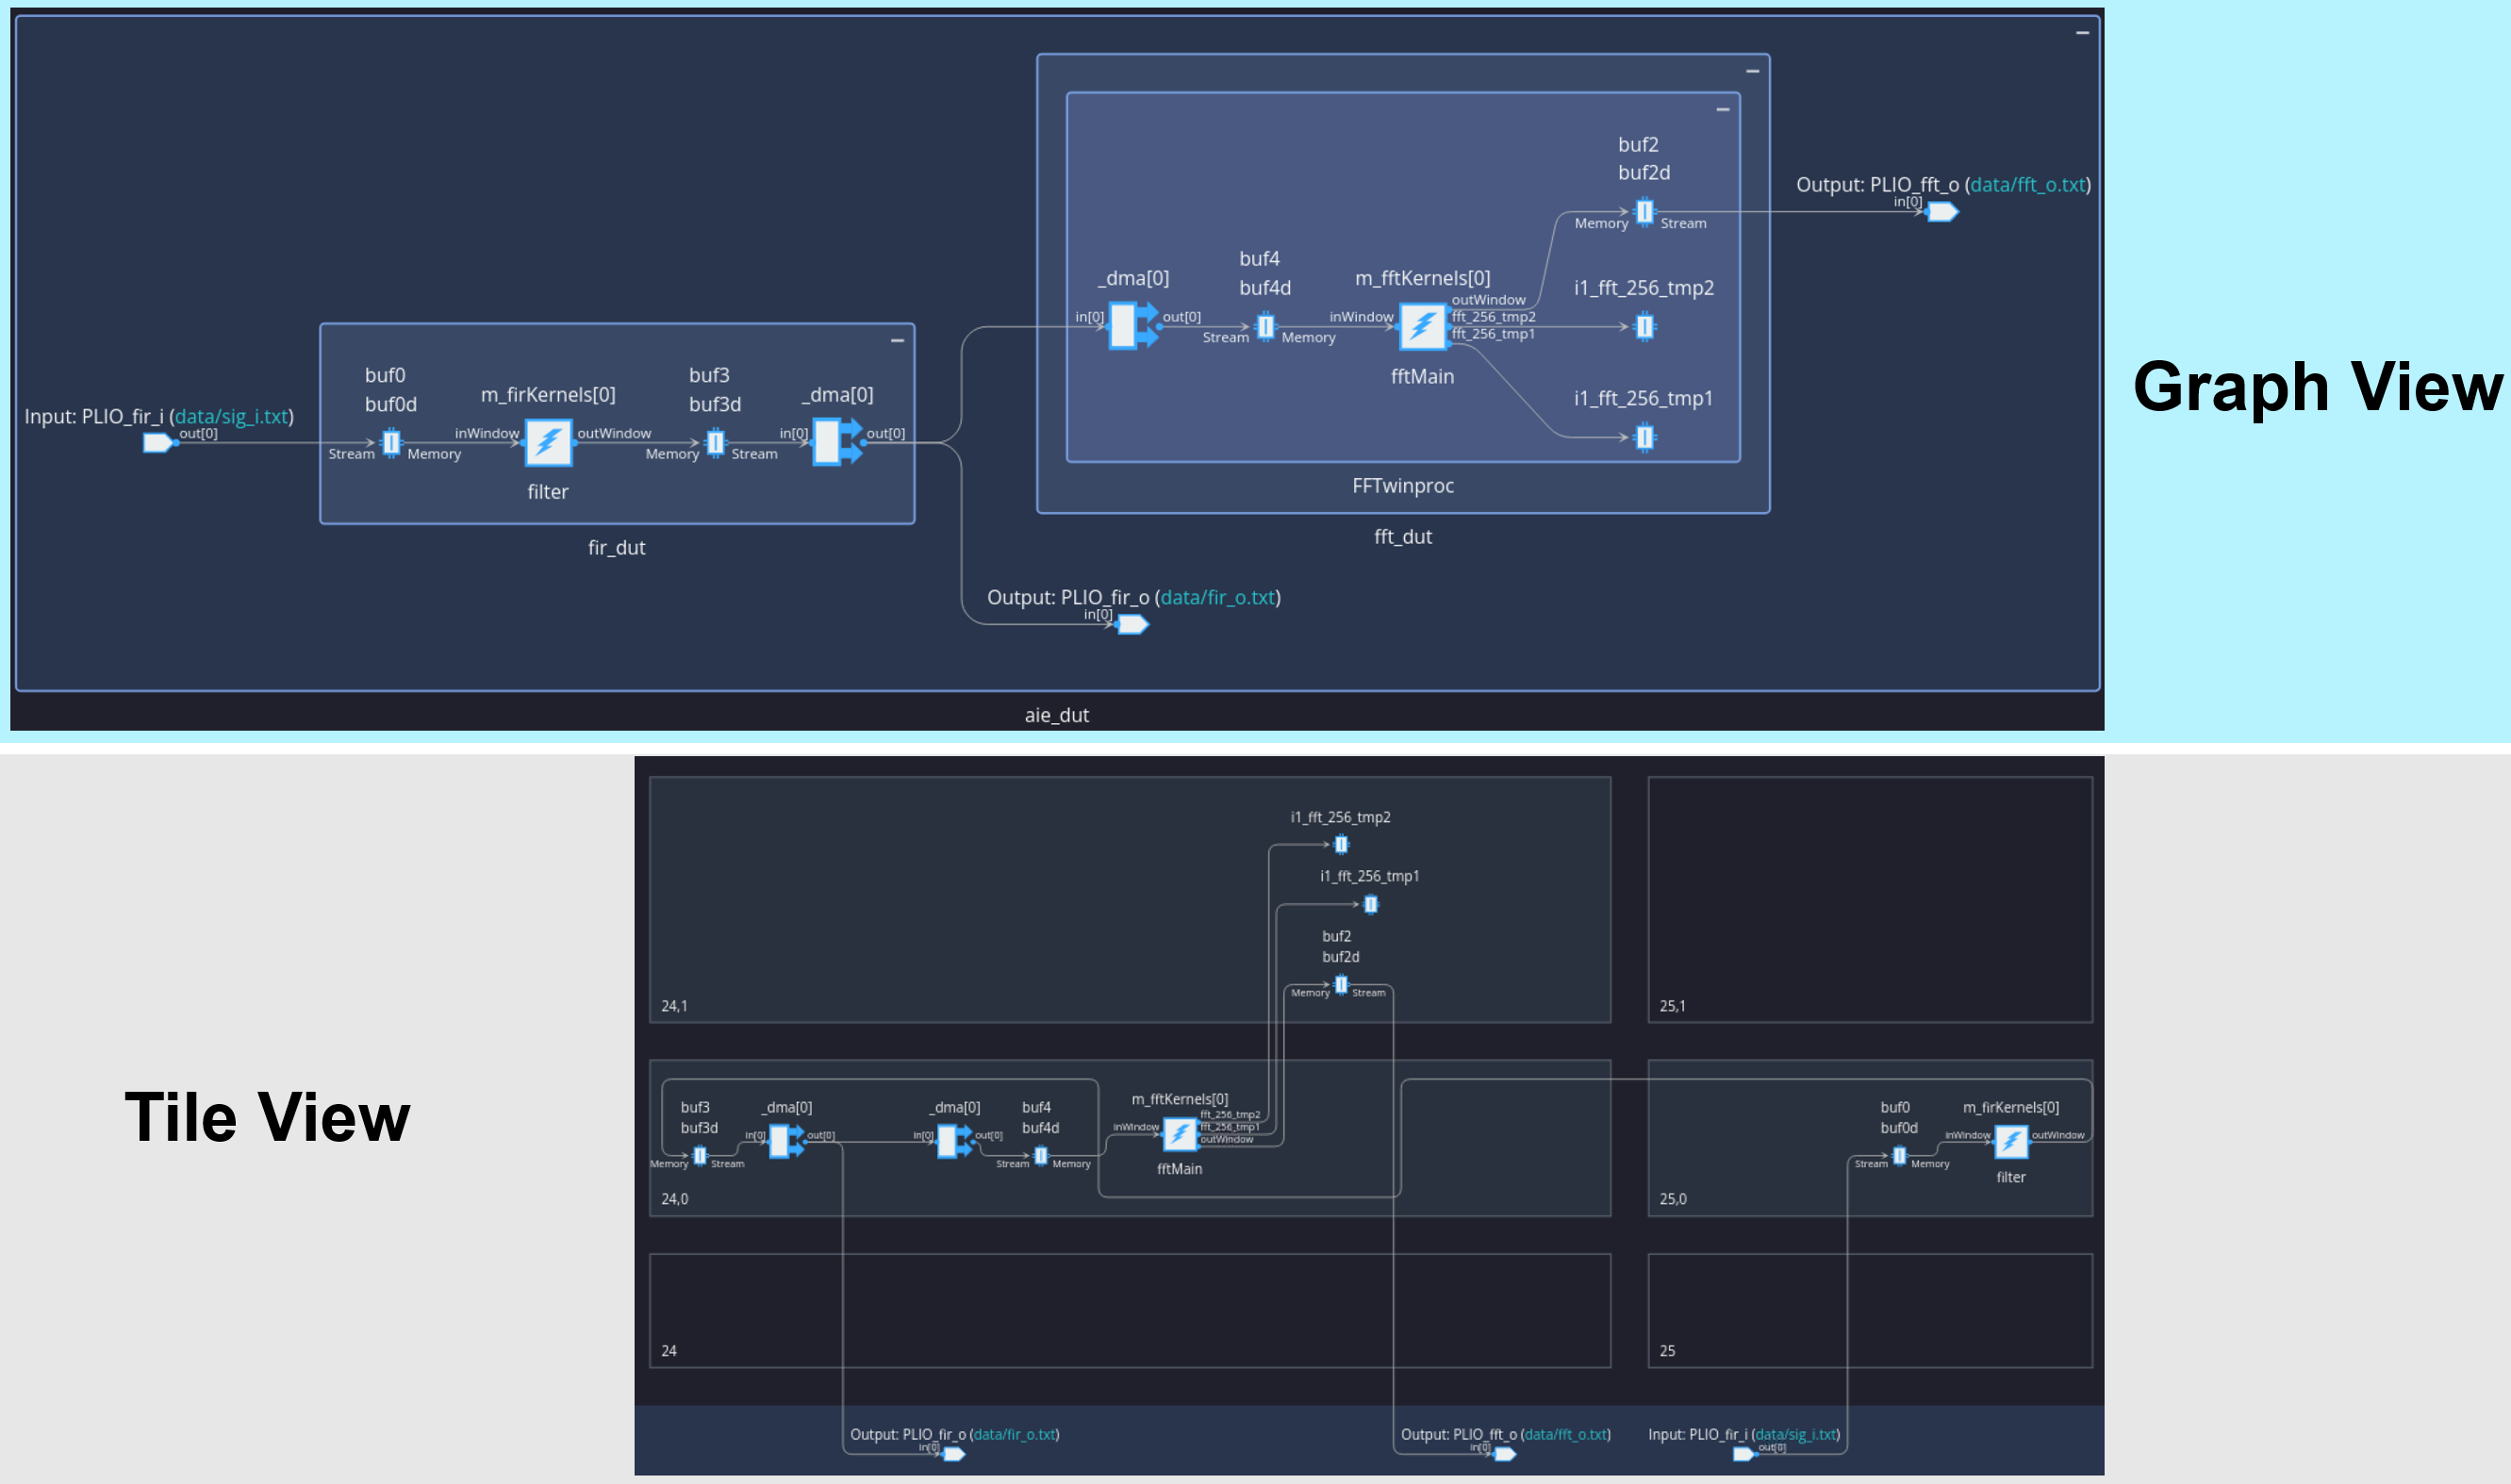 buf2
buf2d
Output: PLIO_fft_o (data/fft_o.txt)
in[0]
Memory
Stream
buf4
buf4d
_dma[0]
m_fftKernels[0]
i1_fft_256_tmp2
outWindow
in[0]
out[0]
inWindow
fft_256_tmp2
fft_256_tmp1
Stream
Memory
fftMain
i1_fft_256_tmp1
FFTwinproc
fft_dut
Graph View
buf0
buf0d
m_firKernels[0]
buf3
buf3d
_dma[0]
Input: PLIO_fir_i (data/sig_i.txt)
out[0]
inWindow
outWindow
in[0]
out[0]
Stream
Memory
Memory
Stream
filter
fir_dut
Output: PLIO_fir_o (data/fir_o.txt)
in[0]
aie_dut
Tile View
i1_fft_256_tmp2
i1_fft_256_tmp1
buf2
buf2d
Memory
Stream
24,1
25,1
buf3
buf3d
_dma[0]
_dma[0]
buf4
buf4d
m_fftKernels[0]
fft_256_tmp2
fft_256_tmp1
outWindow
in[0]
out[0]
in[0]
out[0]
inWindow
Memory
Stream
Stream
Memory
fftMain
24,0
buf0
buf0d
m_firKernels[0]
inWindow
outWindow
Stream
Memory
filter
25,0
24
25
Output: PLIO_fir_o (data/fir_o.txt)
in[0]
Output: PLIO_fft_o (data/fft_o.txt)
in[0]
Input: PLIO_fir_i (data/sig_i.txt)
out[0]